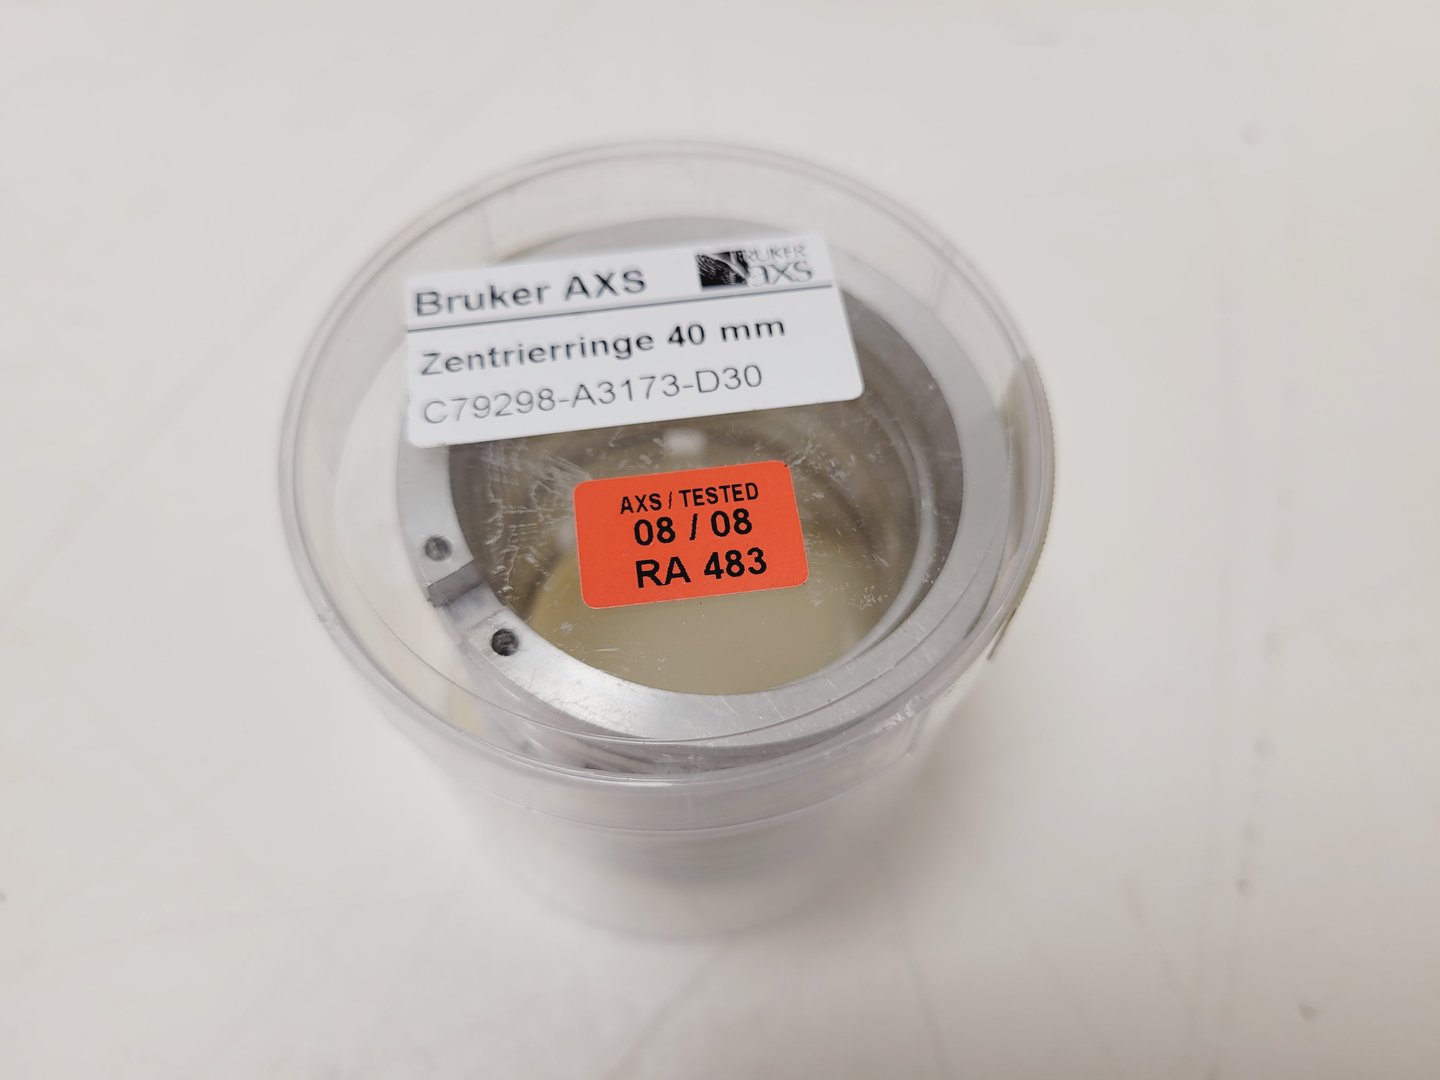 Bruker AXS
BRUKER
axs
Zentrierringe 40 mm
C79298-A3173-D30
AXS / TESTED
08 / 08
RA 483